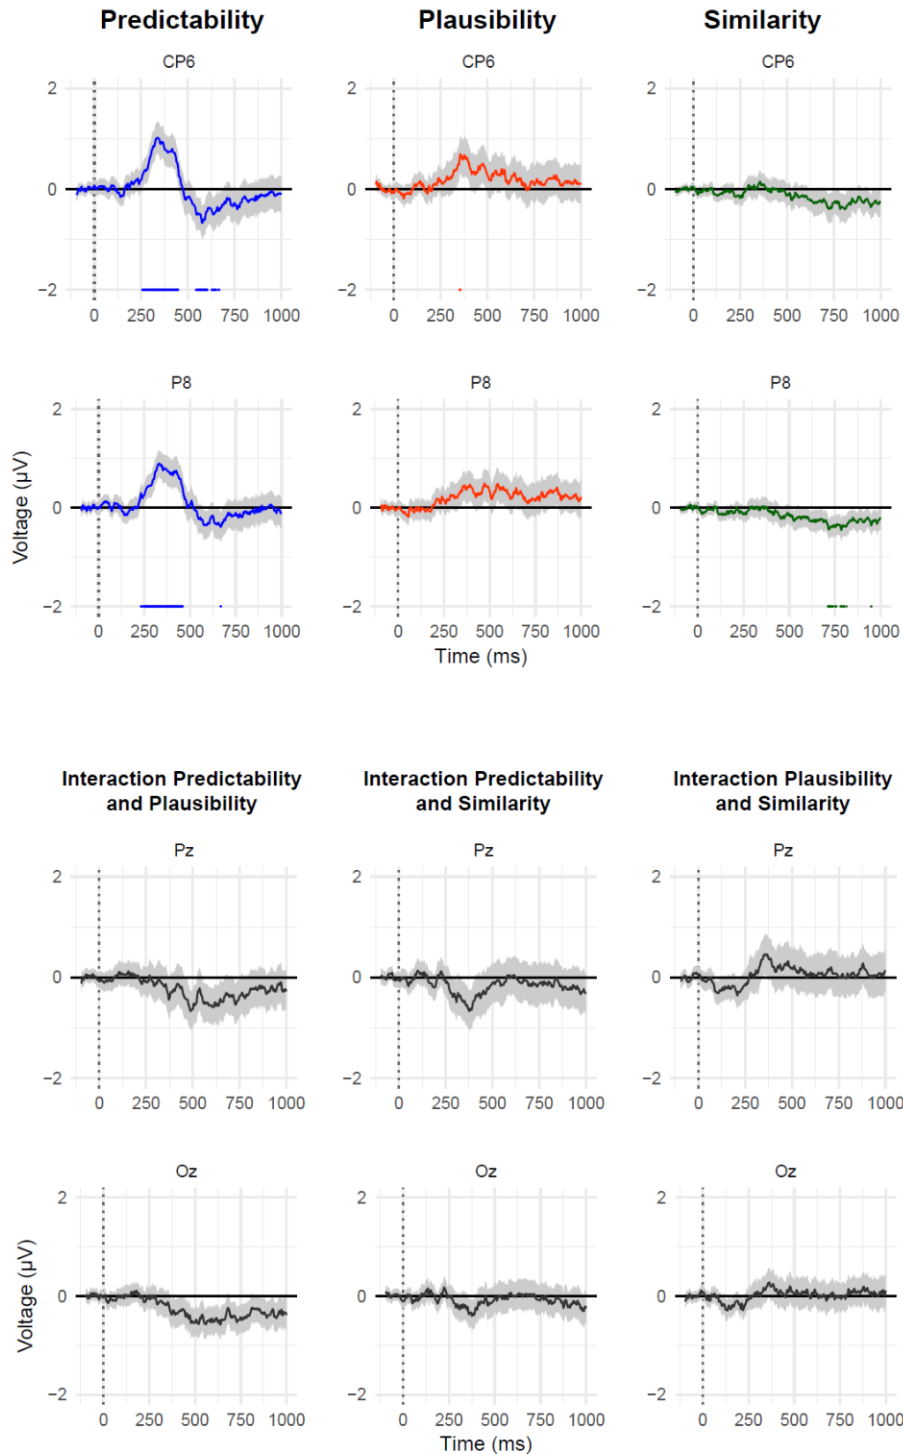 Predictability Plausibility Similarity
CP6 CP6 CP6
2 2 2
0 0 0
−2 −2 −2
0 250 500 750 1000 0 250 500 750 1000 0 250 500 750 1000
P8 P8 P8
2 2 2
0 0 0
−2 −2 −2
Voltage (µV)
0 250 500 750 1000 0 250 500 750 1000 0 250 500 750 1000
Time (ms)
Interaction Predictability Interaction Predictability Interaction Plausibility
and Plausibility and Similarity and Similarity
Pz Pz Pz
2 2 2
0 0 0
−2 −2 −2
0 250 500 750 1000 0 250 500 750 1000 0 250 500 750 1000
Oz Oz Oz
2 2 2
0 0 0
−2 −2 −2
Voltage (µV)
0 250 500 750 1000 0 250 500 750 1000 0 250 500 750 1000
Time (ms)